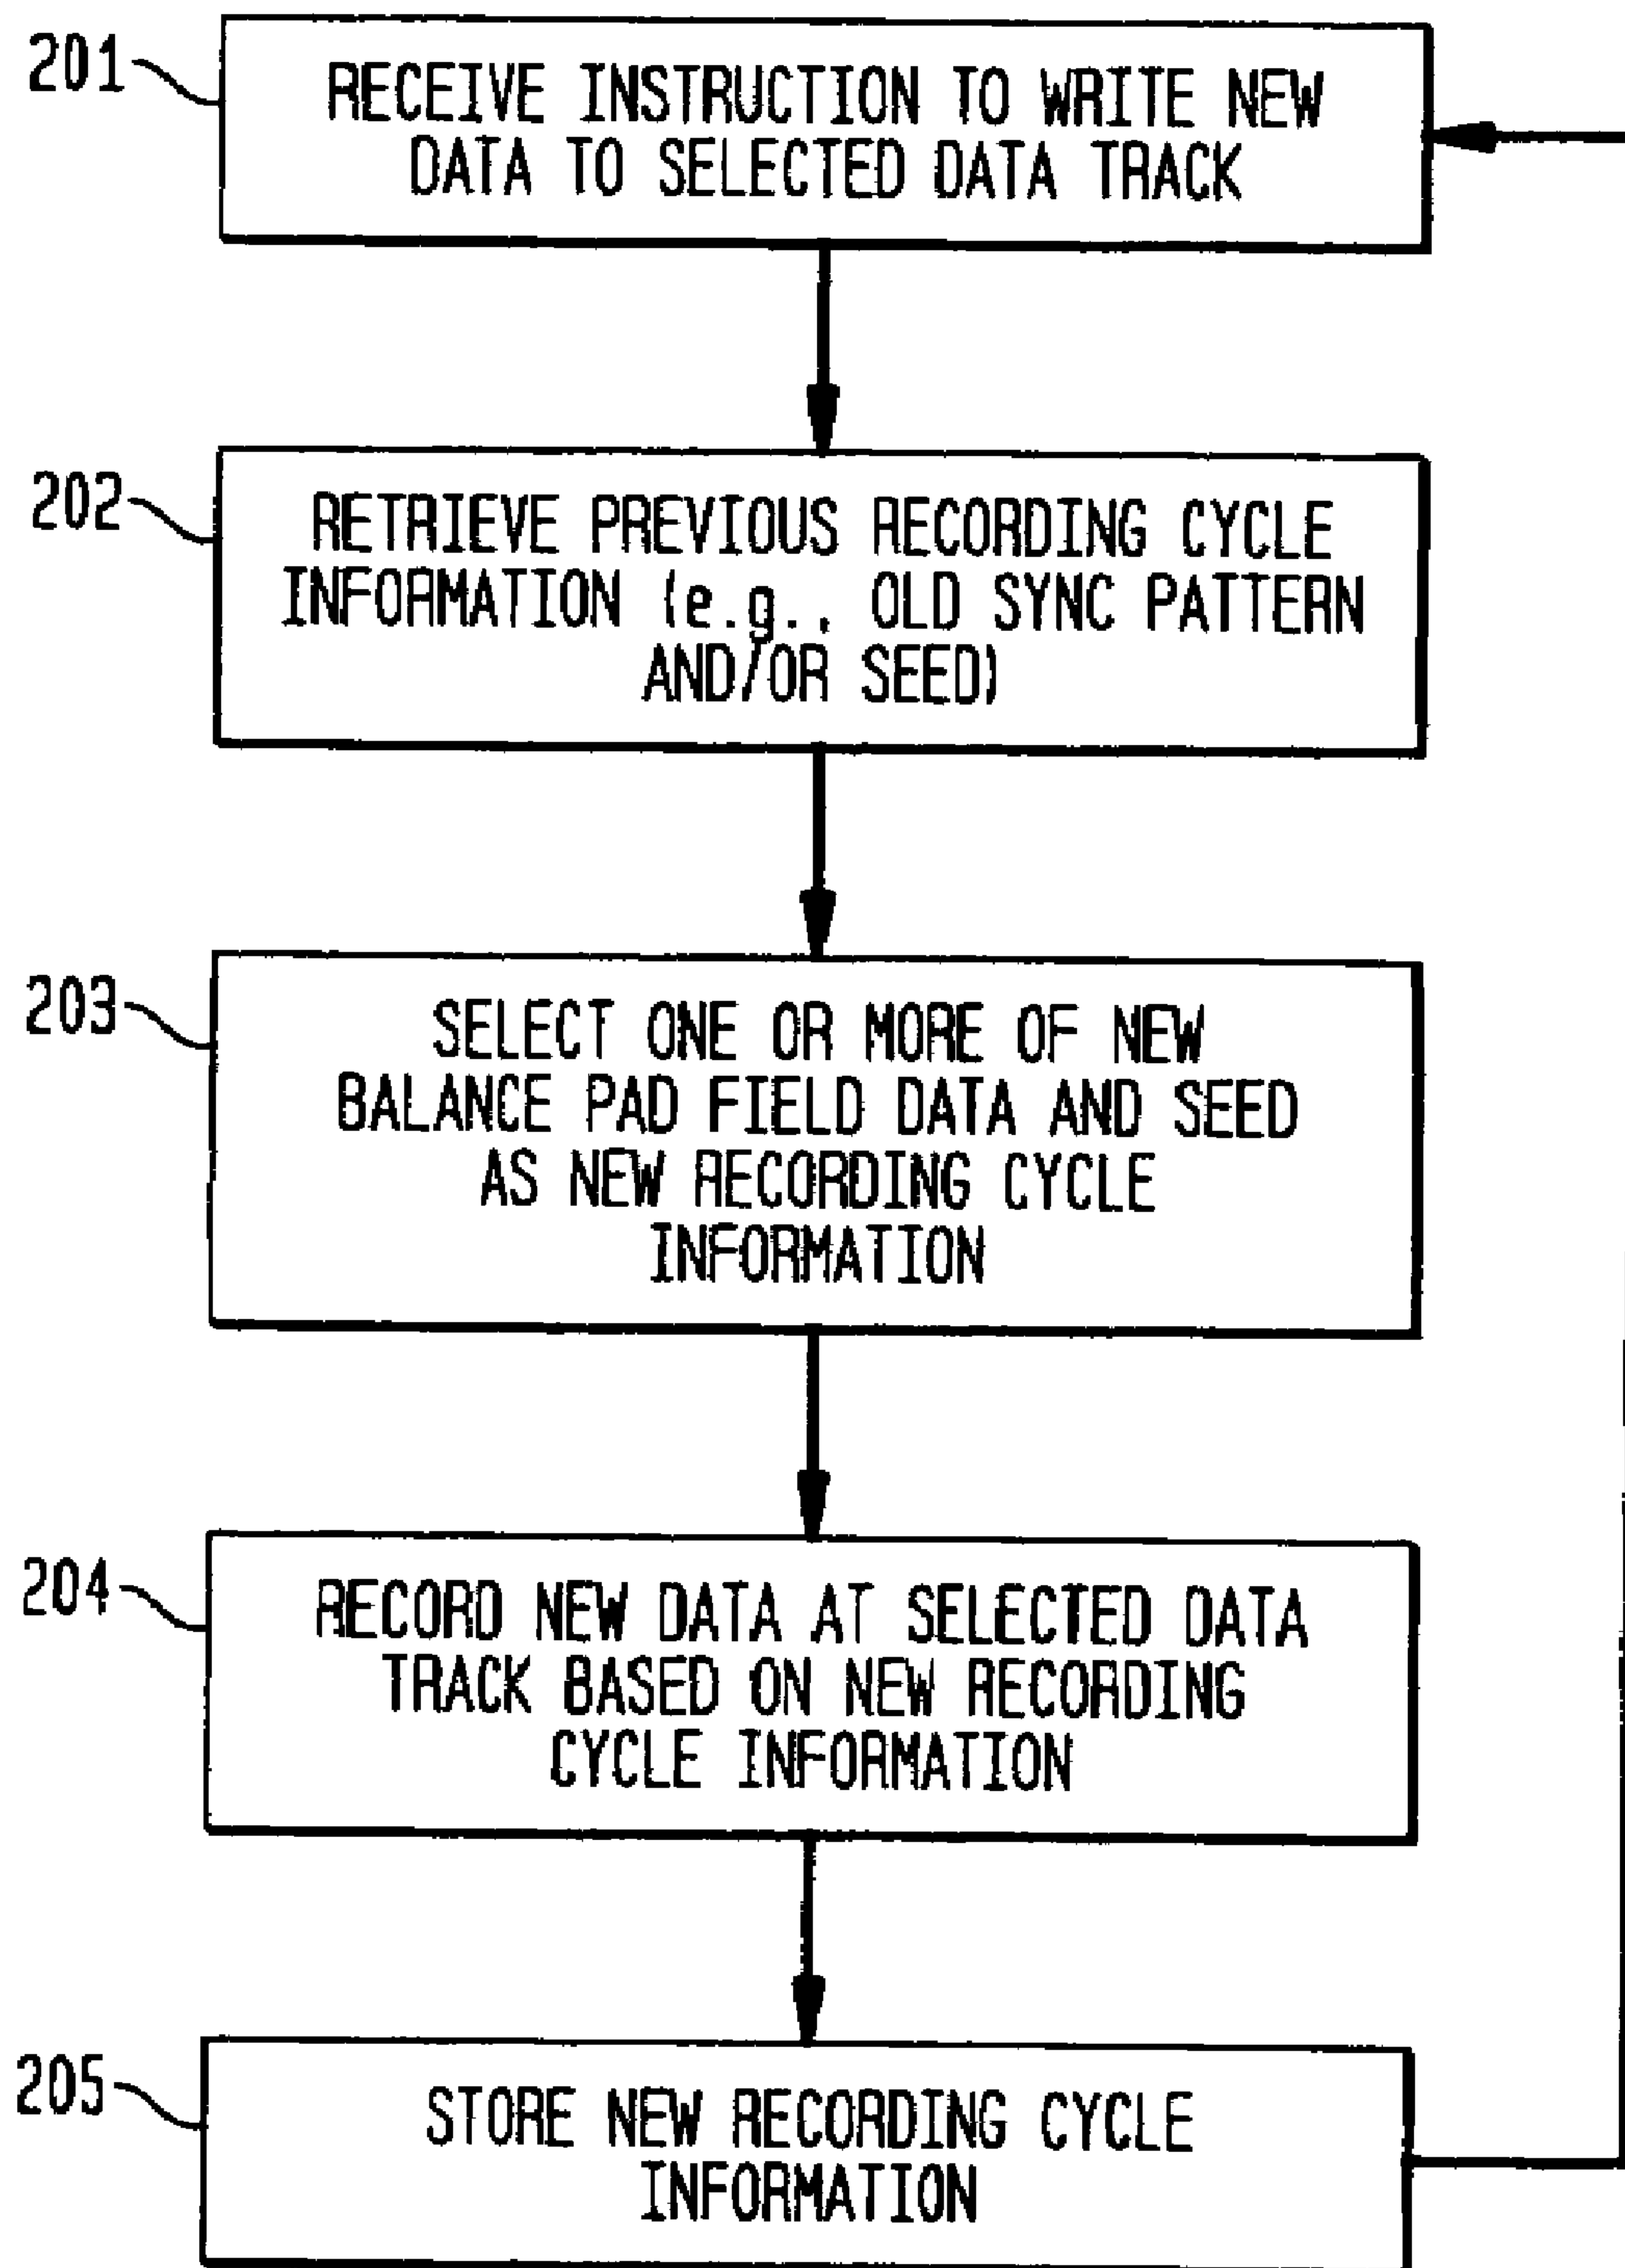 201
RECEIVE INSTRUCTION TO WRITE NEW
DATA TO SELECTED DATA TRACK
202
RETRIEVE PREVIOUS RECORDING CYCLE
INFORMATION (e.g., OLD SYNC PATTERN
AND/OR SEED)
203
SELECT ONE OR MORE OF NEW
BALANCE PAD FIELD DATA AND SEED
AS NEW RECORDING CYCLE
INFORMATION
204
RECORD NEW DATA AT SELECTED DATA
TRACK BASED ON NEW RECORDING
CYCLE INFORMATION
205
STORE NEW RECORDING CYCLE
INFORMATION